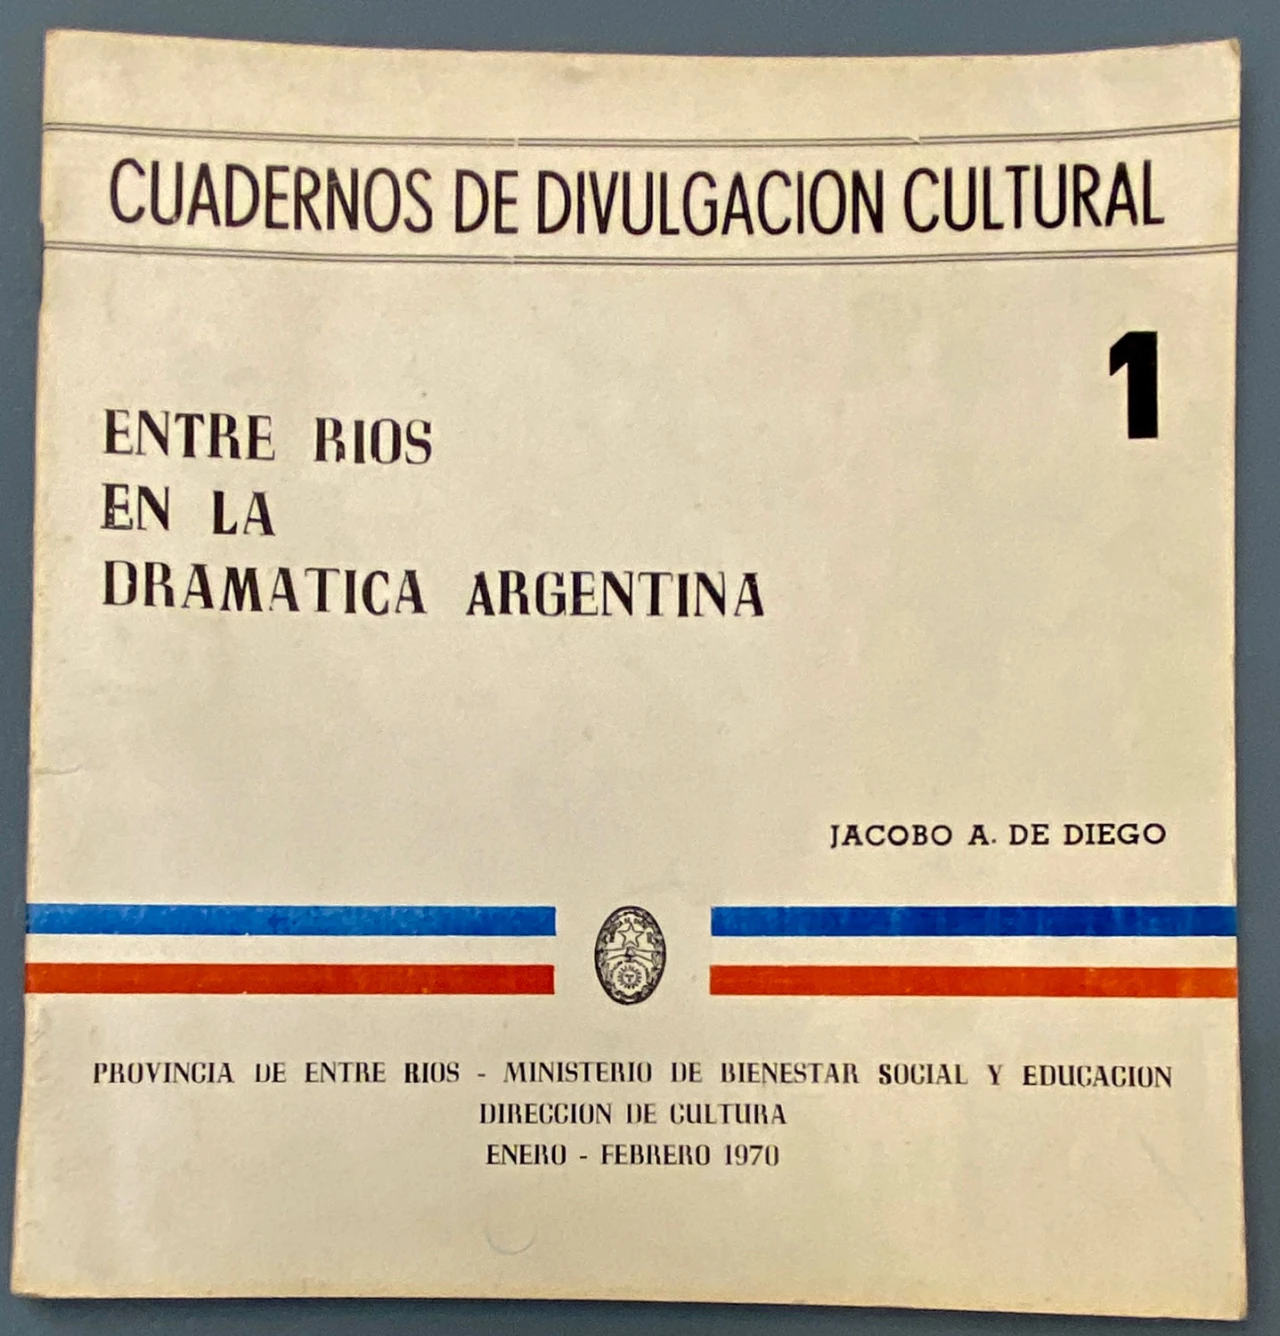 CUADERNOS DE DIVULGACION CULTURAL
1
ENTRE RIOS
EN LA
DRAMATICA ARGENTINA
JACOBO A. DE DIEGO
PROVINCIA DE ENTRE RIOS - MINISTERIO DE BIENESTAR SOCIAL Y EDUCACION
DIRECCION DE CULTURA
ENERO - FEBRERO 1970